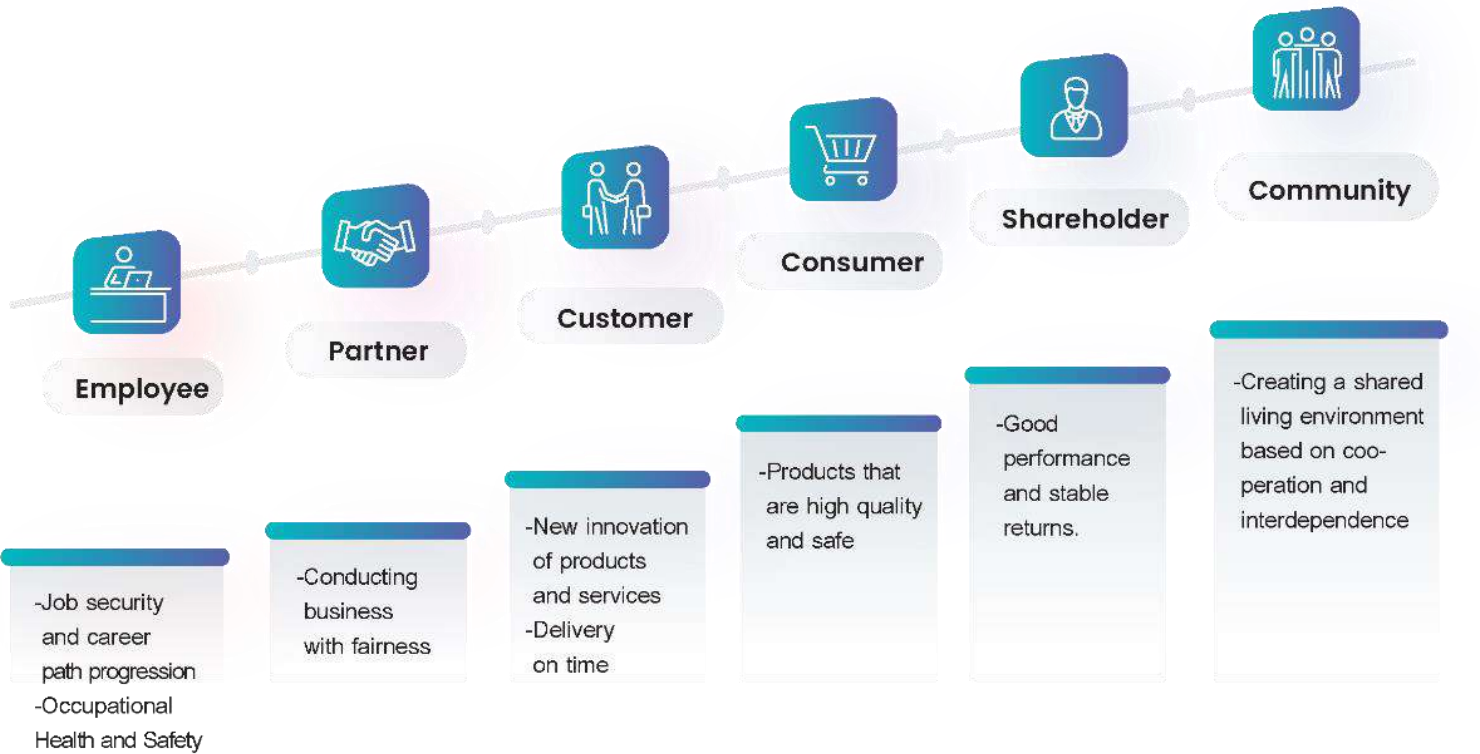 Employee
-Job security
and career
path progression
-Occupational
Health and Safety
Partner
-Conducting
business
with fairness
Customer
-New innovation
of products
and services
-Delivery
on time
Consumer
-Products that
are high quality
and safe
Shareholder
-Good
performance
and stable
returns.
Community
-Creating a shared
living environment
based on coo-
peration and
interdependence